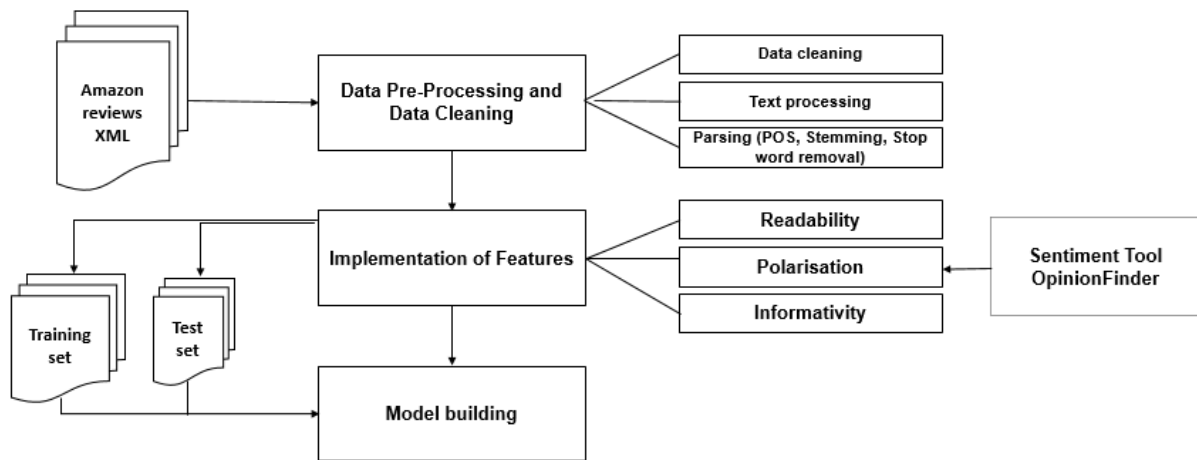 Amazon
reviews
XML
Data Pre-Processing and
Data Cleaning
Data cleaning
Text processing
Parsing (POS, Stemming, Stop
word removal)
Implementation of Features
Readability
Polarisation
Informativity
Sentiment Tool
OpinionFinder
Training
set
Test
set
Model building